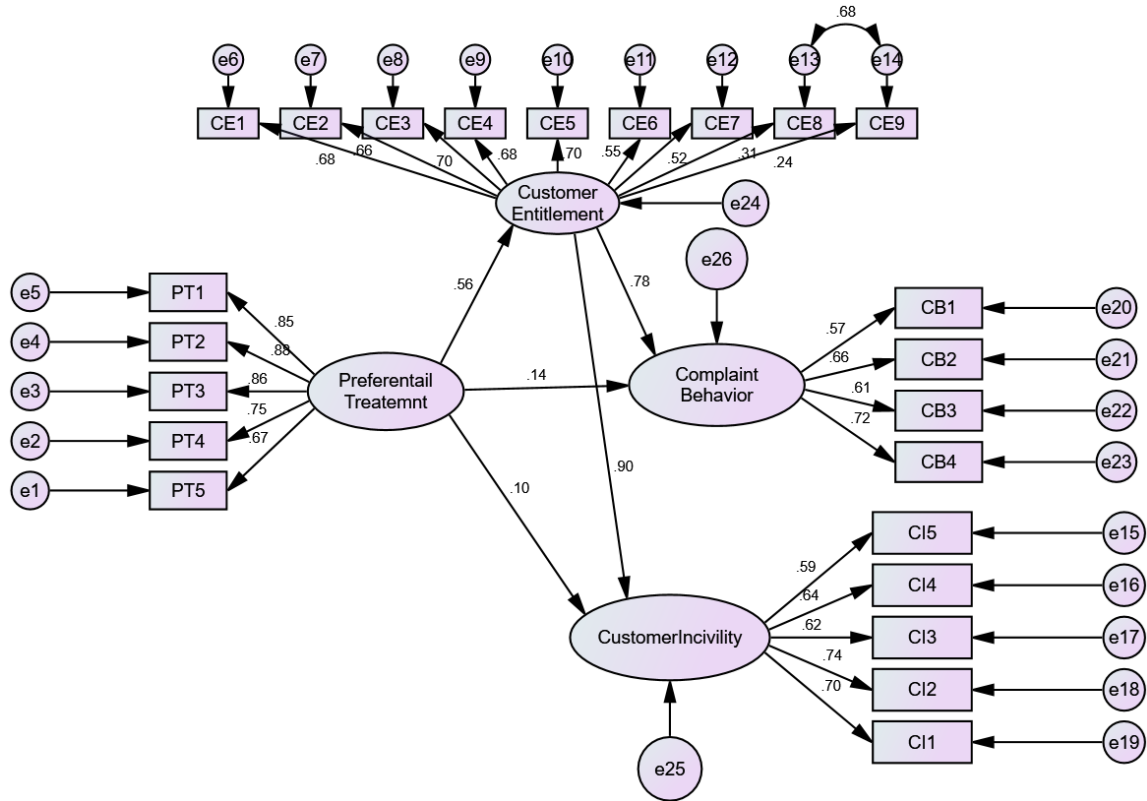 .68
e6 e7 e8 e9 e10 e11 e12 e13 e14
CE1 CE2 CE3 CE4 CE5 CE6 CE7 CE8 CE9
.68 .66 .70 .68 .70 .55 .52 .31 .24
Customer
Entitlement
e24
e26
.56
.78
e5 PT1
e4 PT2
e3 PT3
e2 PT4
e1 PT5
.85
.88
.86
.75
.67
Preferentail
Treatemnt
.14
.10
.90
Complaint
Behavior
.57
.66
.61
.72
CB1 e20
CB2 e21
CB3 e22
CB4 e23
CustomerIncivility
.59
.64
.62
.74
.70
CI5 e15
CI4 e16
CI3 e17
CI2 e18
CI1 e19
e25